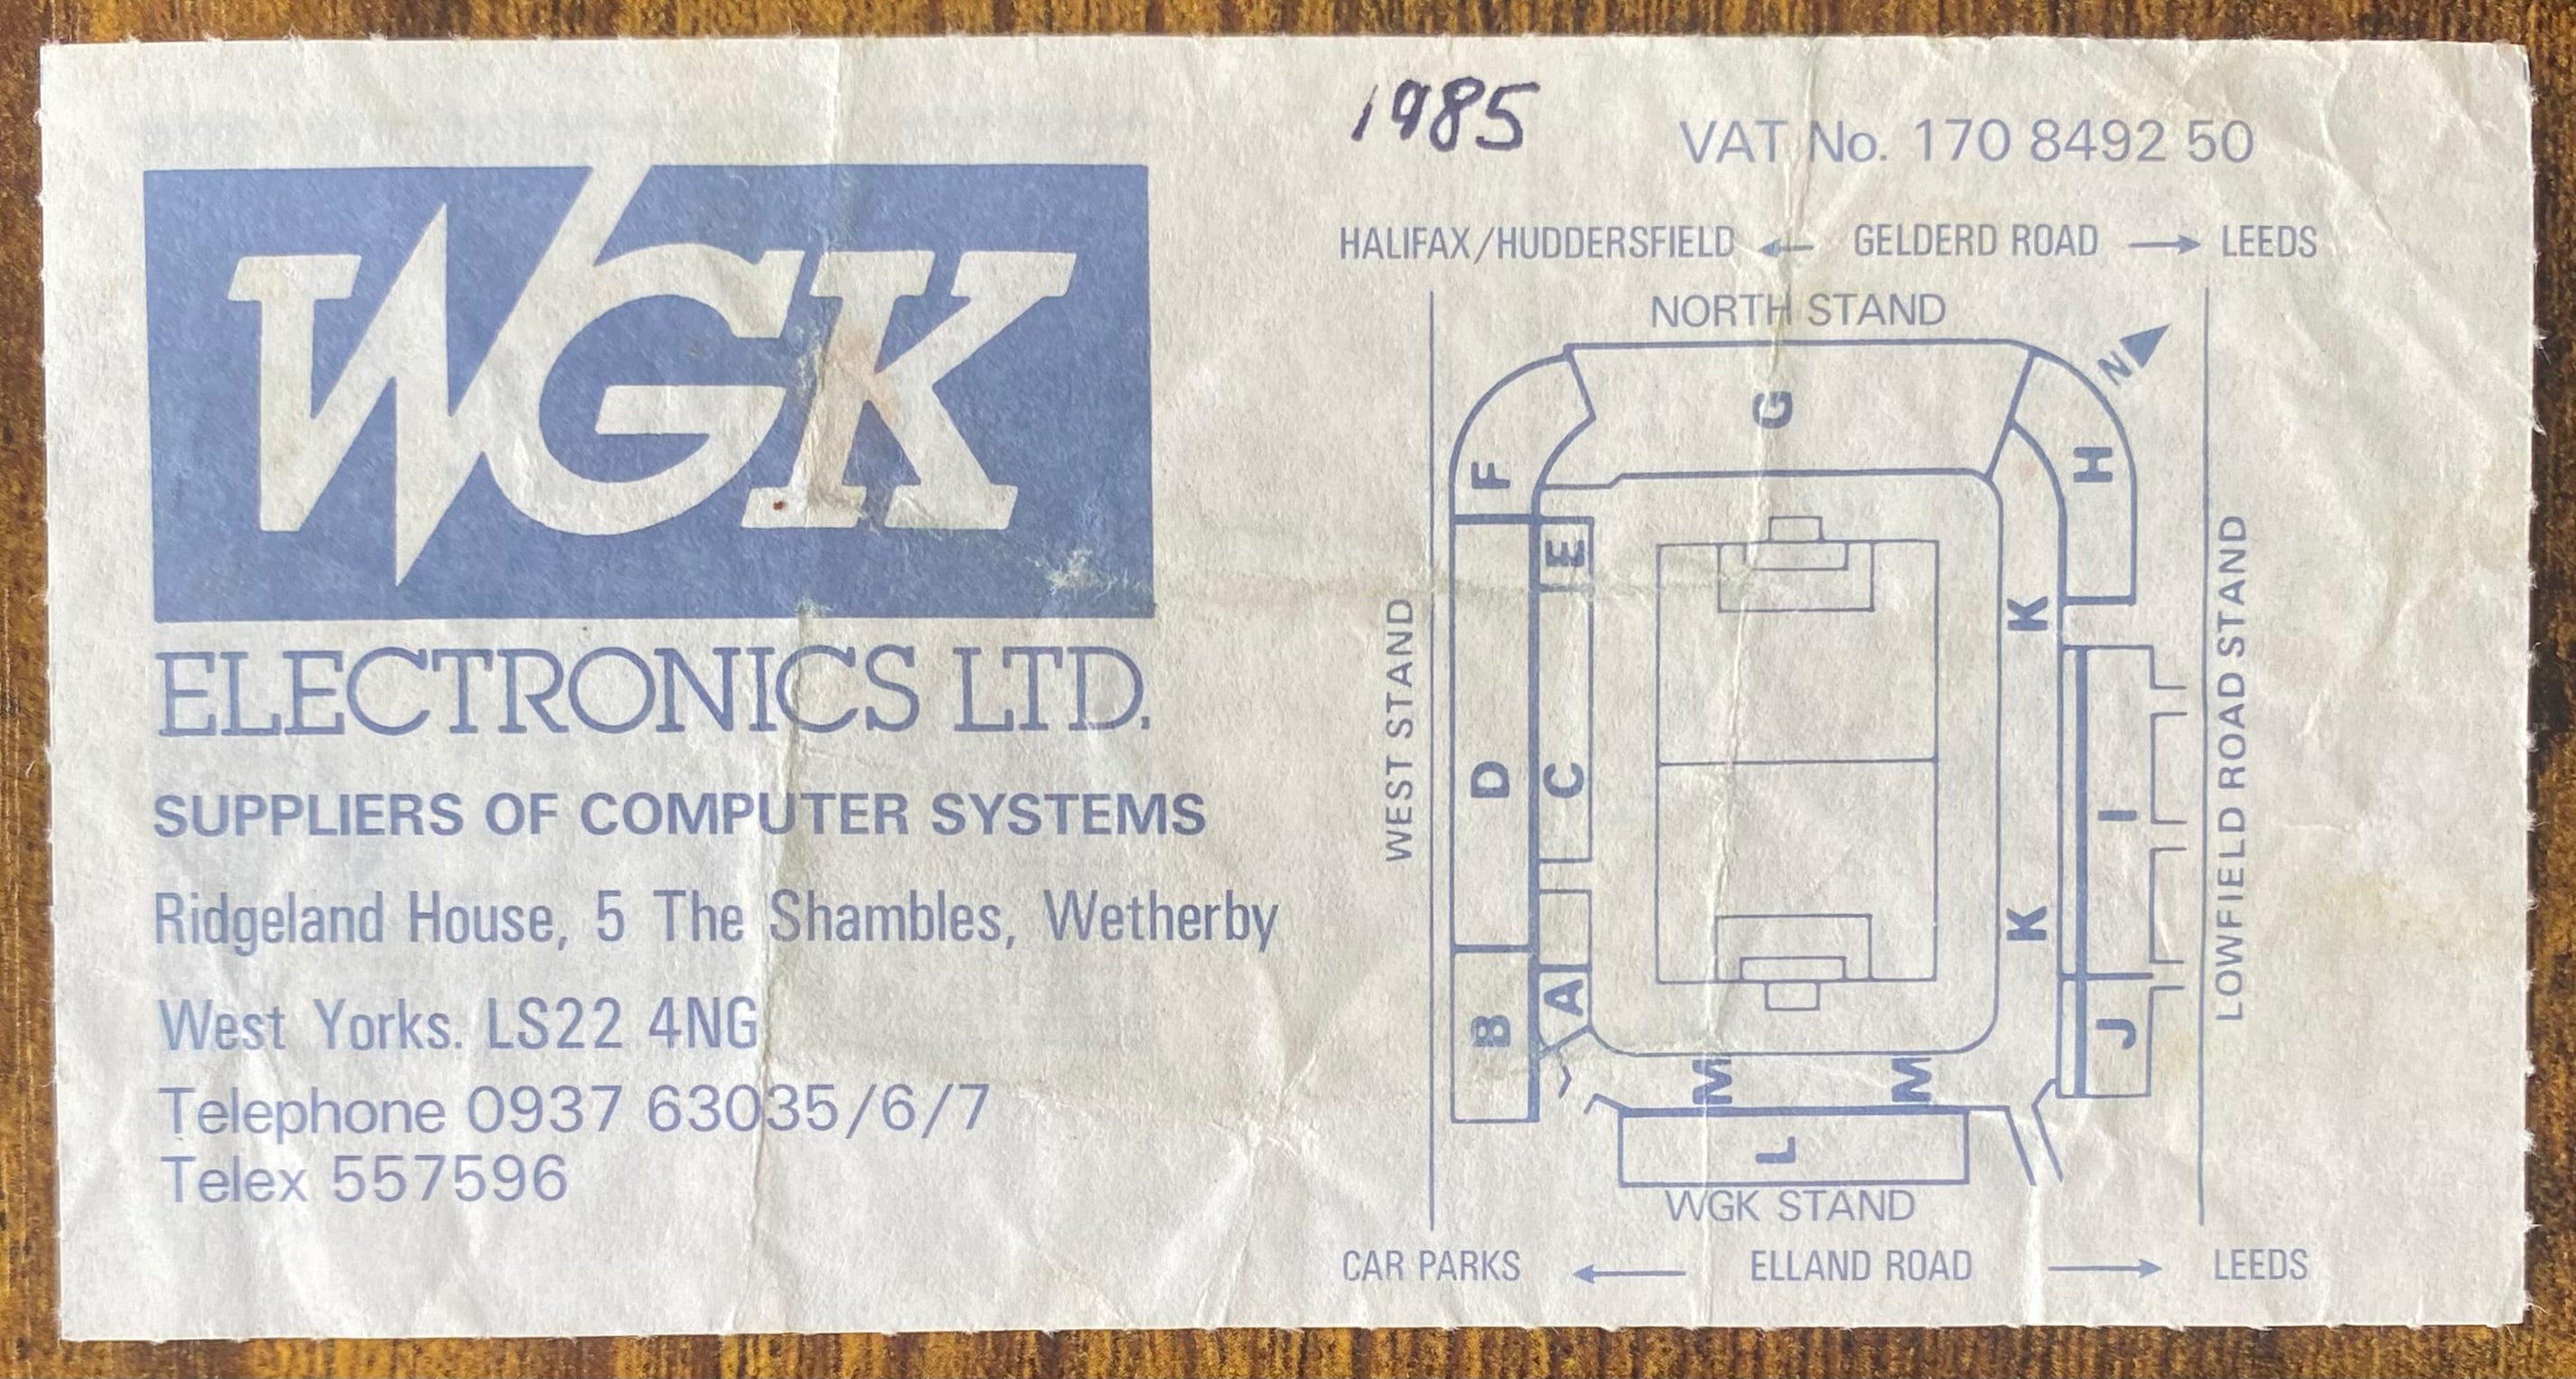 WGK
ELECTRONICS LTD.
SUPPLIERS OF COMPUTER SYSTEMS
Ridgeland House, 5 The Shambles, Wetherby
West Yorks. LS22 4NG
Telephone 0937 63035/6/7
Telex 557596
1985
VAT No. 170 8492 50
HALIFAX/HUDDERSFIELD ← GELDERD ROAD → LEEDS
NORTH STAND
N
G
F
H
E
K
WEST STAND
D
C
I
LOWFIELD ROAD STAND
K
B
A
J
M M
L
WGK STAND
CAR PARKS ← ELLAND ROAD → LEEDS